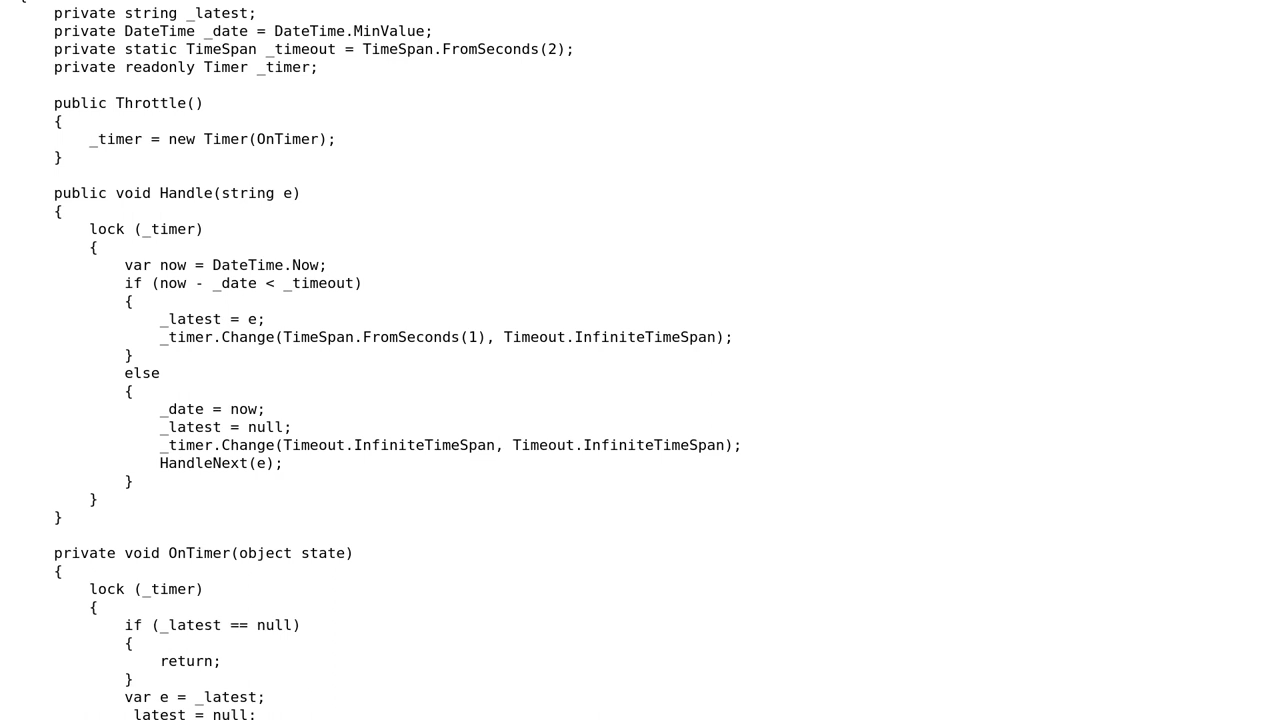 {
    private string _latest;
    private DateTime _date = DateTime.MinValue;
    private static TimeSpan _timeout = TimeSpan.FromSeconds(2);
    private readonly Timer _timer;

    public Throttle()
    {
        _timer = new Timer(OnTimer);
    }

    public void Handle(string e)
    {
        lock (_timer)
        {
            var now = DateTime.Now;
            if (now - _date < _timeout)
            {
                _latest = e;
                _timer.Change(TimeSpan.FromSeconds(1), Timeout.InfiniteTimeSpan);
            }
            else
            {
                _date = now;
                _latest = null;
                _timer.Change(Timeout.InfiniteTimeSpan, Timeout.InfiniteTimeSpan);
                HandleNext(e);
            }
        }
    }

    private void OnTimer(object state)
    {
        lock (_timer)
        {
            if (_latest == null)
            {
                return;
            }
            var e = _latest;
            _latest = null;